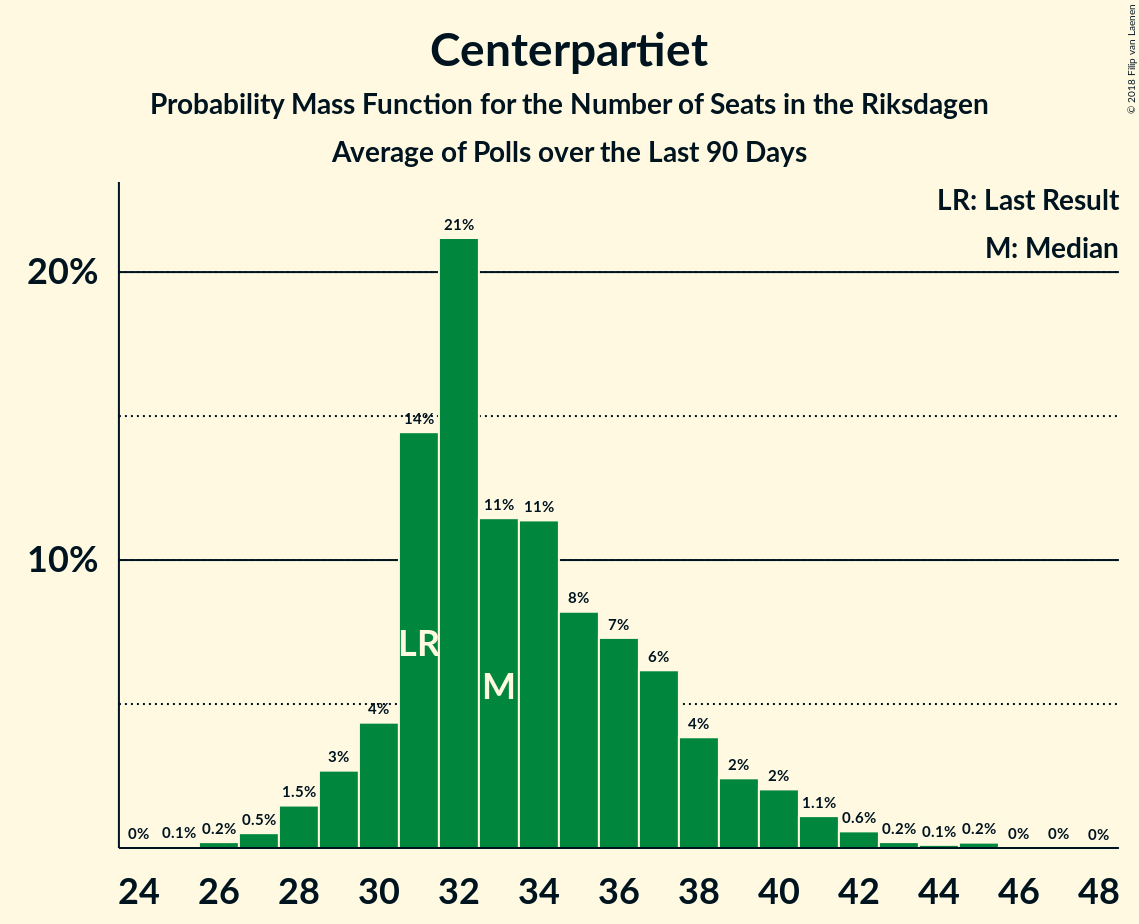 Centerpartiet
Probability Mass Function for the Number of Seats in the Riksdagen
Average of Polls over the Last 90 Days
© 2018 Filip van Laenen
LR: Last Result
M: Median
20%
10%
0% 0.1% 0.2% 0.5% 1.5% 3% 4% 14% 21% 11% 11% 8% 7% 6% 4% 2% 2% 1.1% 0.6% 0.2% 0.1% 0.2% 0% 0% 0%
LR
M
24 26 28 30 32 34 36 38 40 42 44 46 48